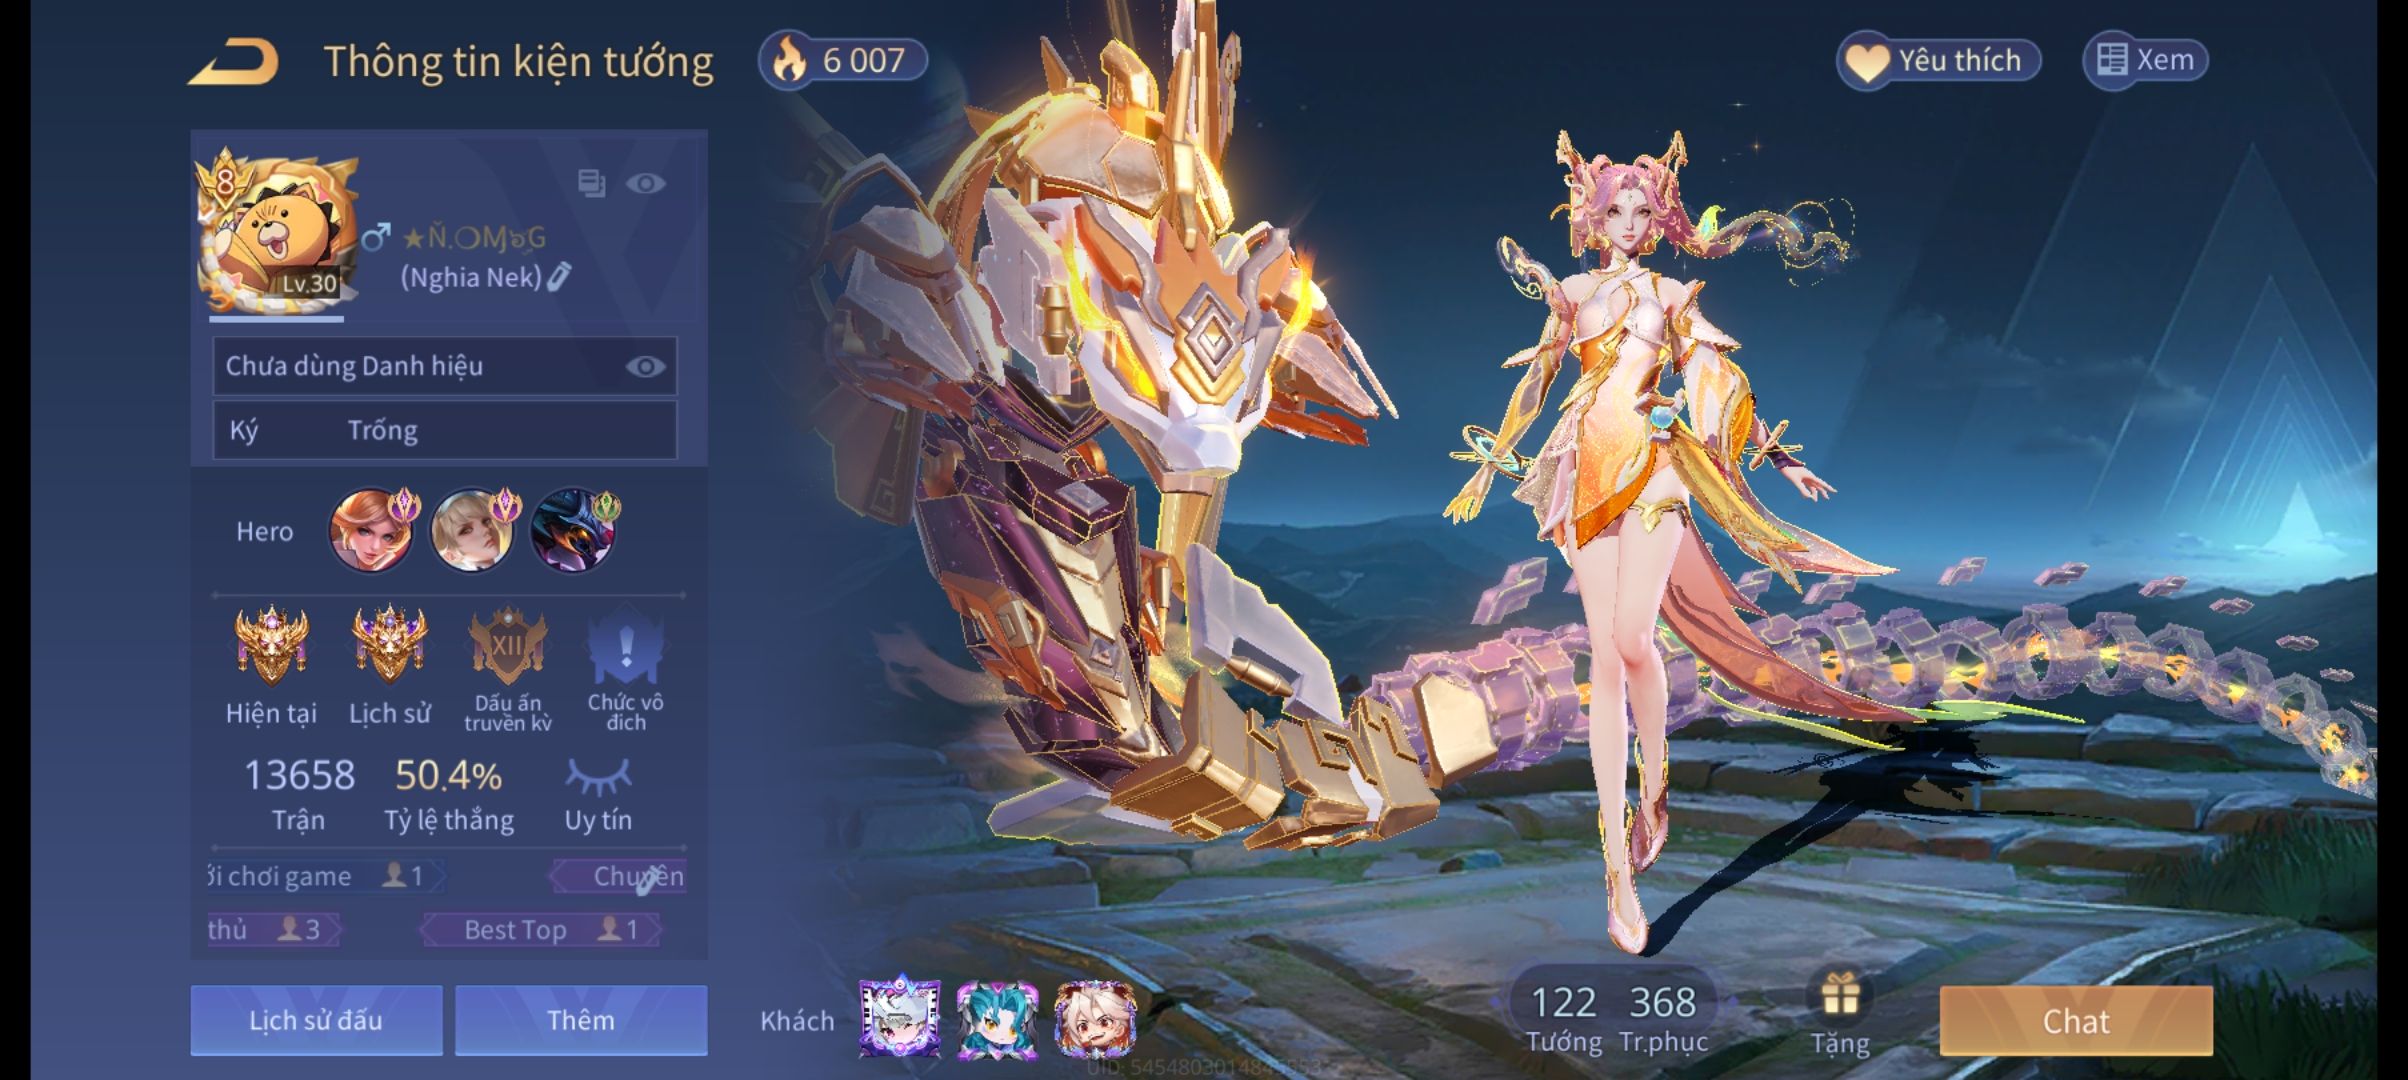 Thông tin kiện tướng
6 007
Yêu thích
Xem
8
Lv.30
(Nghia Nek)
Chưa dùng Danh hiệu
Ký Trống
Hero
XII
Hiện tại
Lịch sử
Dấu ấn
truyền kỳ
Chức vô
địch
13658
Trận
50.4%
Tỷ lệ thắng
Uy tín
ới chơi game 1
Chuyên
thủ 3
Best Top 1
Lịch sử đấu
Thêm
Khách
122
Tướng
368
Tr.phục
Tặng
Chat